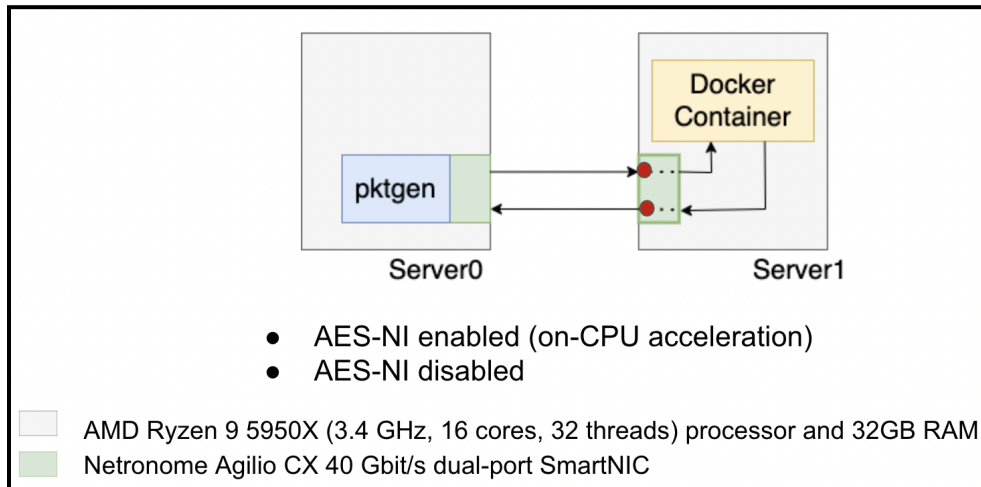 Docker
Container
pktgen
Server0
Server1
● AES-NI enabled (on-CPU acceleration)
● AES-NI disabled
AMD Ryzen 9 5950X (3.4 GHz, 16 cores, 32 threads) processor and 32GB RAM
Netronome Agilio CX 40 Gbit/s dual-port SmartNIC